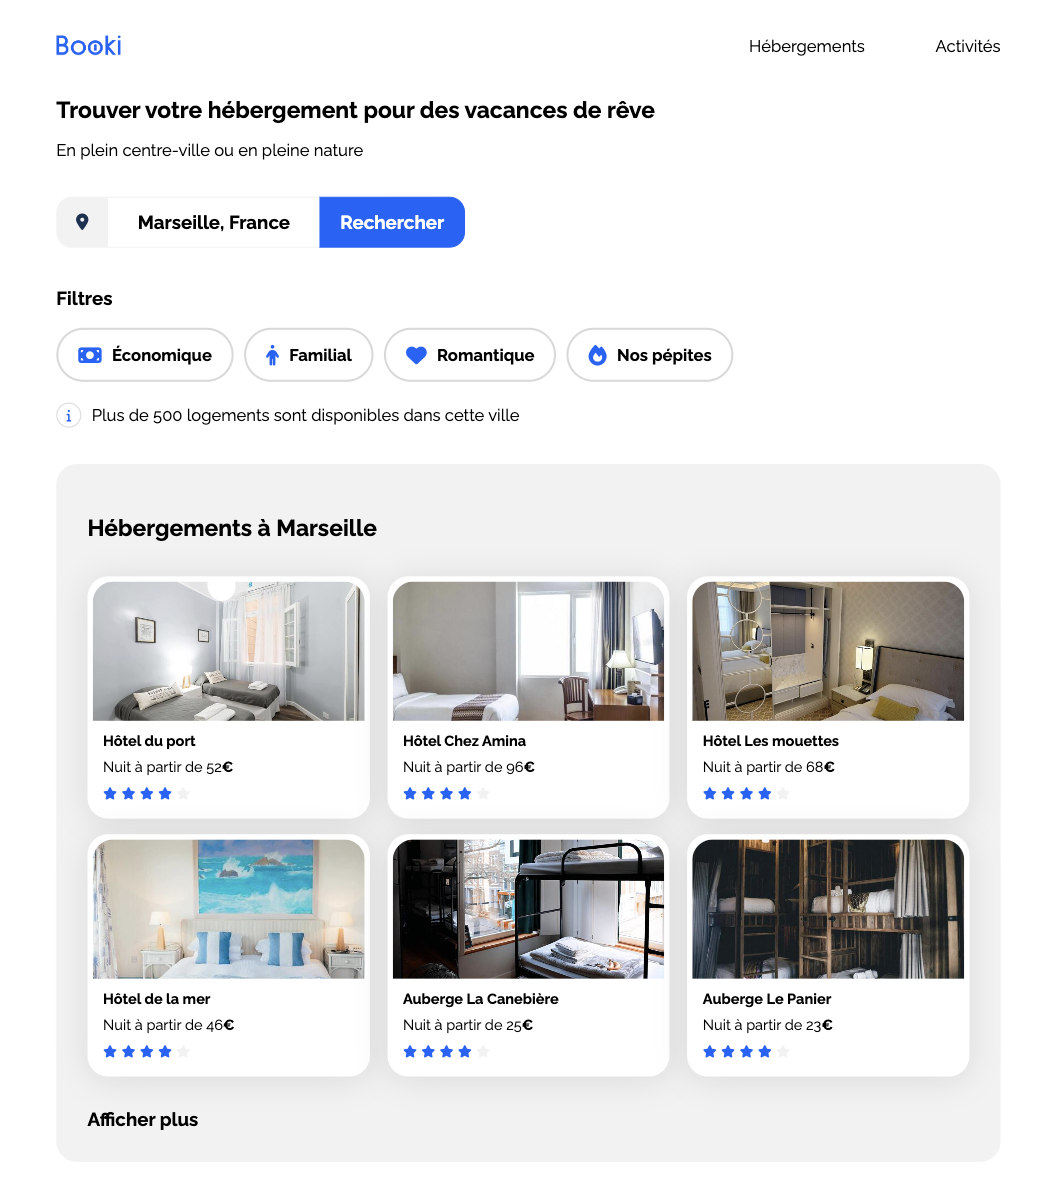 Booki
Hébergements
Activités
Trouver votre hébergement pour des vacances de rêve
En plein centre-ville ou en pleine nature
Marseille, France
Rechercher
Filtres
Économique
Familial
Romantique
Nos pépites
Plus de 500 logements sont disponibles dans cette ville
Hébergements à Marseille
Hôtel du port
Nuit à partir de 52€
Hôtel Chez Amina
Nuit à partir de 96€
Hôtel Les mouettes
Nuit à partir de 68€
Hôtel de la mer
Nuit à partir de 46€
Auberge La Canebière
Nuit à partir de 25€
Auberge Le Panier
Nuit à partir de 23€
Afficher plus